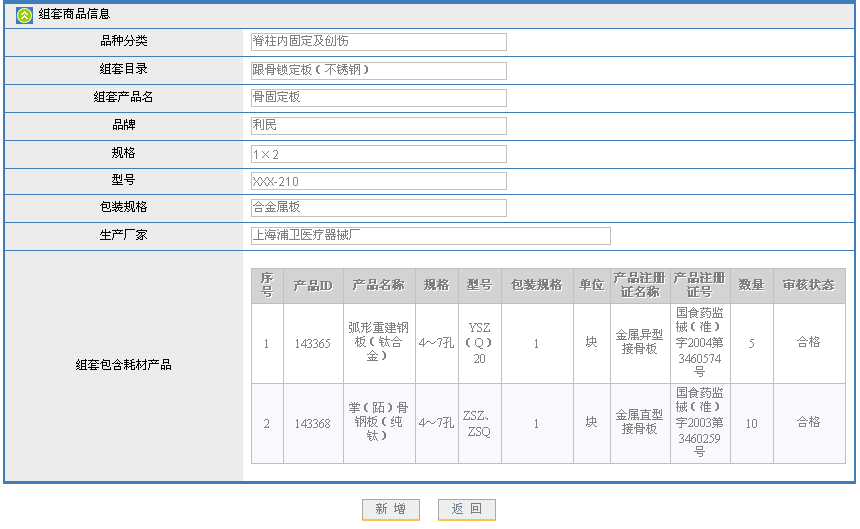 组套商品信息
品种分类 脊柱内固定及创伤
组套目录 跟骨锁定板（不锈钢）
组套产品名 骨固定板
品牌 利民
规格 1×2
型号 XXX-210
包装规格 合金属板
生产厂家 上海浦卫医疗器械厂
组套包含耗材产品
序号 产品ID 产品名称 规格 型号 包装规格 单位 产品注册证名称 产品注册证号 数量 审核状态
1 143365 弧形重建钢板（钛合金） 4～7孔 YSZ（Q）20 1 块 金属异型接骨板 国食药监械（准）字2004第3460574号 5 合格
2 143368 掌（跖）骨钢板（纯钛） 4～7孔 ZSZ、ZSQ 1 块 金属直型接骨板 国食药监械（准）字2003第3460259号 10 合格
新 增 返 回